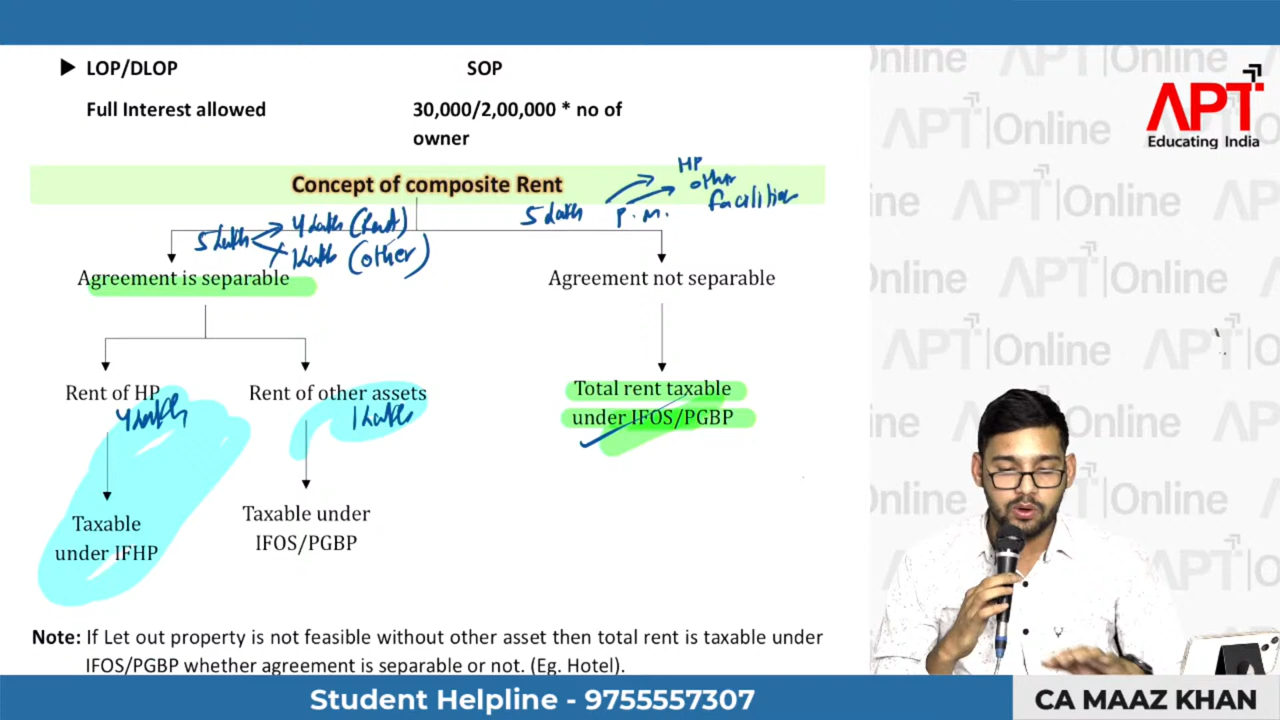 ▶ LOP/DLOP SOP
Full Interest allowed 30,000/2,00,000 * no of
owner
Concept of composite Rent
HP
other
facilities
5 Lakh p.m.
5 Lakh
4 Lakh (Rent)
1 Lakh (other)
Agreement is separable Agreement not separable
Rent of HP Rent of other assets
4 Lakh 1 Lakh
Total rent taxable
under IFOS/PGBP
Taxable
under IFHP
Taxable under
IFOS/PGBP
Note: If Let out property is not feasible without other asset then total rent is taxable under
IFOS/PGBP whether agreement is separable or not. (Eg. Hotel).
APT
Educating India
APT|Online
Student Helpline - 9755557307
CA MAAZ KHAN